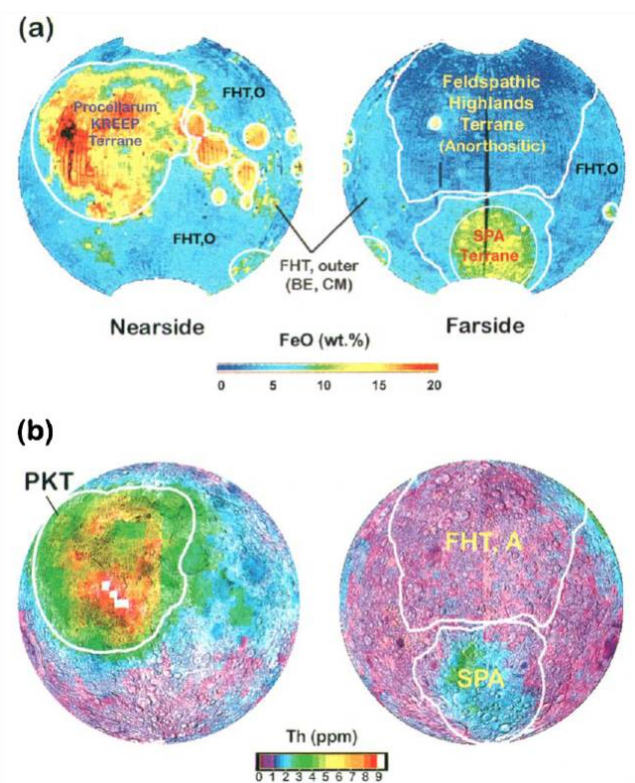 (a)
Procellarum
KREEP
Terrane
FHT,O
FHT,O
Feldspathic
Highlands
Terrane
(Anorthositic)
FHT,O
SPA
Terrane
FHT, outer
(BE, CM)
Nearside
Farside
FeO (wt.%)
0 5 10 15 20
(b)
PKT
FHT, A
SPA
Th (ppm)
0 1 2 3 4 5 6 7 8 9